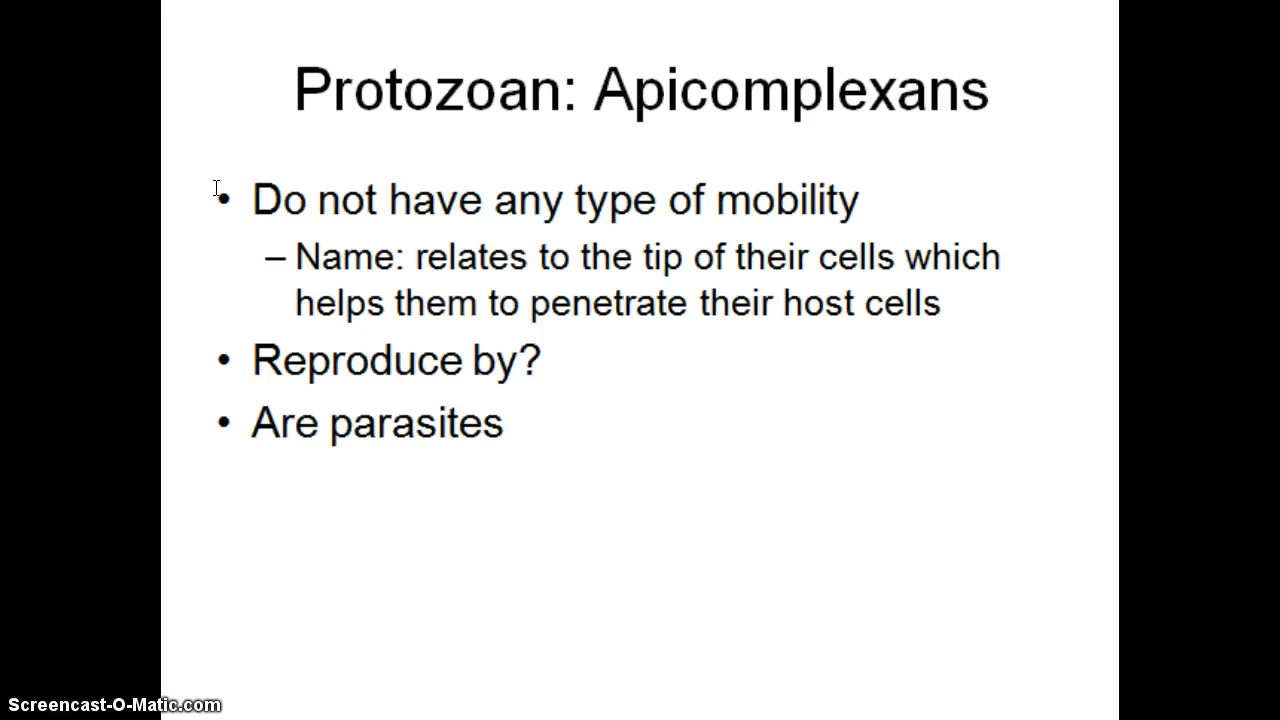 Protozoan: Apicomplexans
• Do not have any type of mobility
– Name: relates to the tip of their cells which
helps them to penetrate their host cells
• Reproduce by?
• Are parasites
Screencast-O-Matic.com